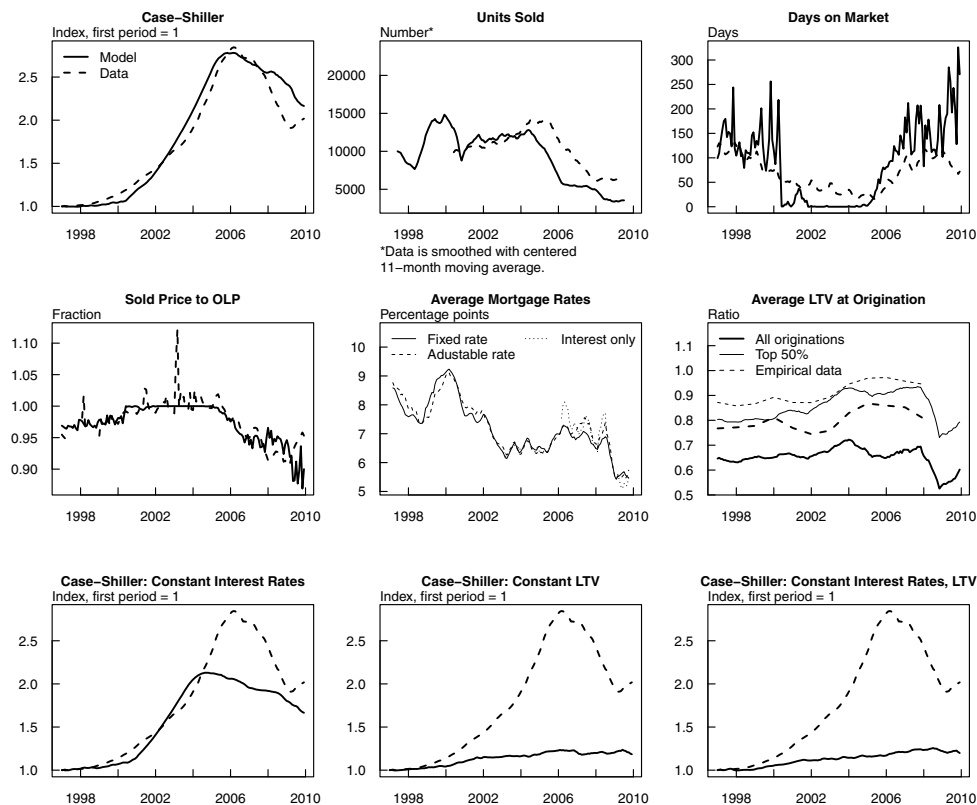 Case−Shiller
Index, first period = 1
Model
Data
2.5
2.0
1.5
1.0
1998 2002 2006 2010
Units Sold
Number*
20000
15000
10000
5000
1998 2002 2006 2010
*Data is smoothed with centered
11−month moving average.
Days on Market
Days
300
250
200
150
100
50
0
1998 2002 2006 2010
Sold Price to OLP
Fraction
1.10
1.05
1.00
0.95
0.90
1998 2002 2006 2010
Average Mortgage Rates
Percentage points
Fixed rate
Adustable rate
Interest only
10
9
8
7
6
5
1998 2002 2006 2010
Average LTV at Origination
Ratio
All originations
Top 50%
Empirical data
1.1
1.0
0.9
0.8
0.7
0.6
0.5
1998 2002 2006 2010
Case−Shiller: Constant Interest Rates
Index, first period = 1
2.5
2.0
1.5
1.0
1998 2002 2006 2010
Case−Shiller: Constant LTV
Index, first period = 1
2.5
2.0
1.5
1.0
1998 2002 2006 2010
Case−Shiller: Constant Interest Rates, LTV
Index, first period = 1
2.5
2.0
1.5
1.0
1998 2002 2006 2010